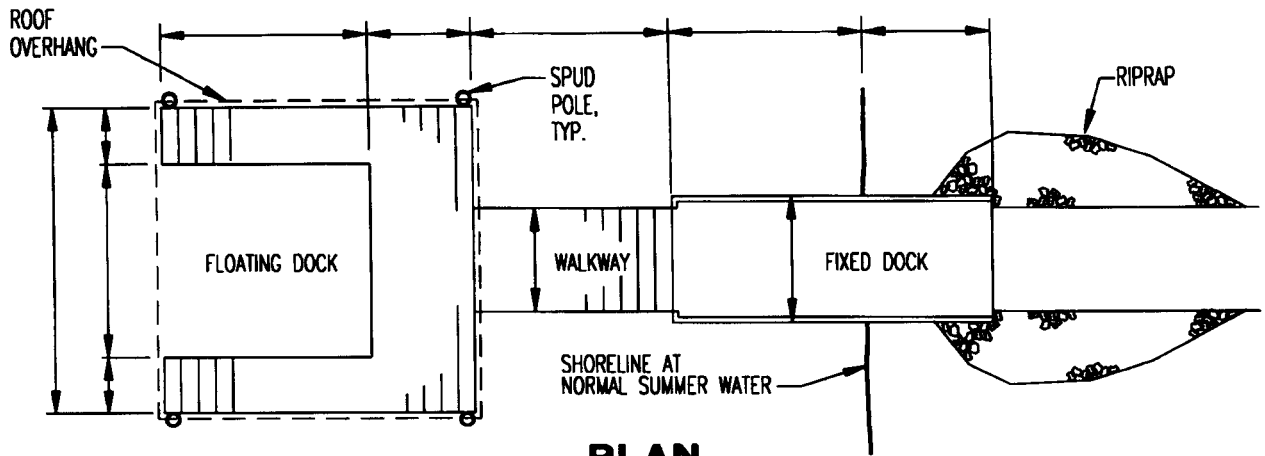 ROOF
OVERHANG
SPUD
POLE,
TYP.
RIPRAP
FLOATING DOCK
WALKWAY
FIXED DOCK
SHORELINE AT
NORMAL SUMMER WATER
PLAN